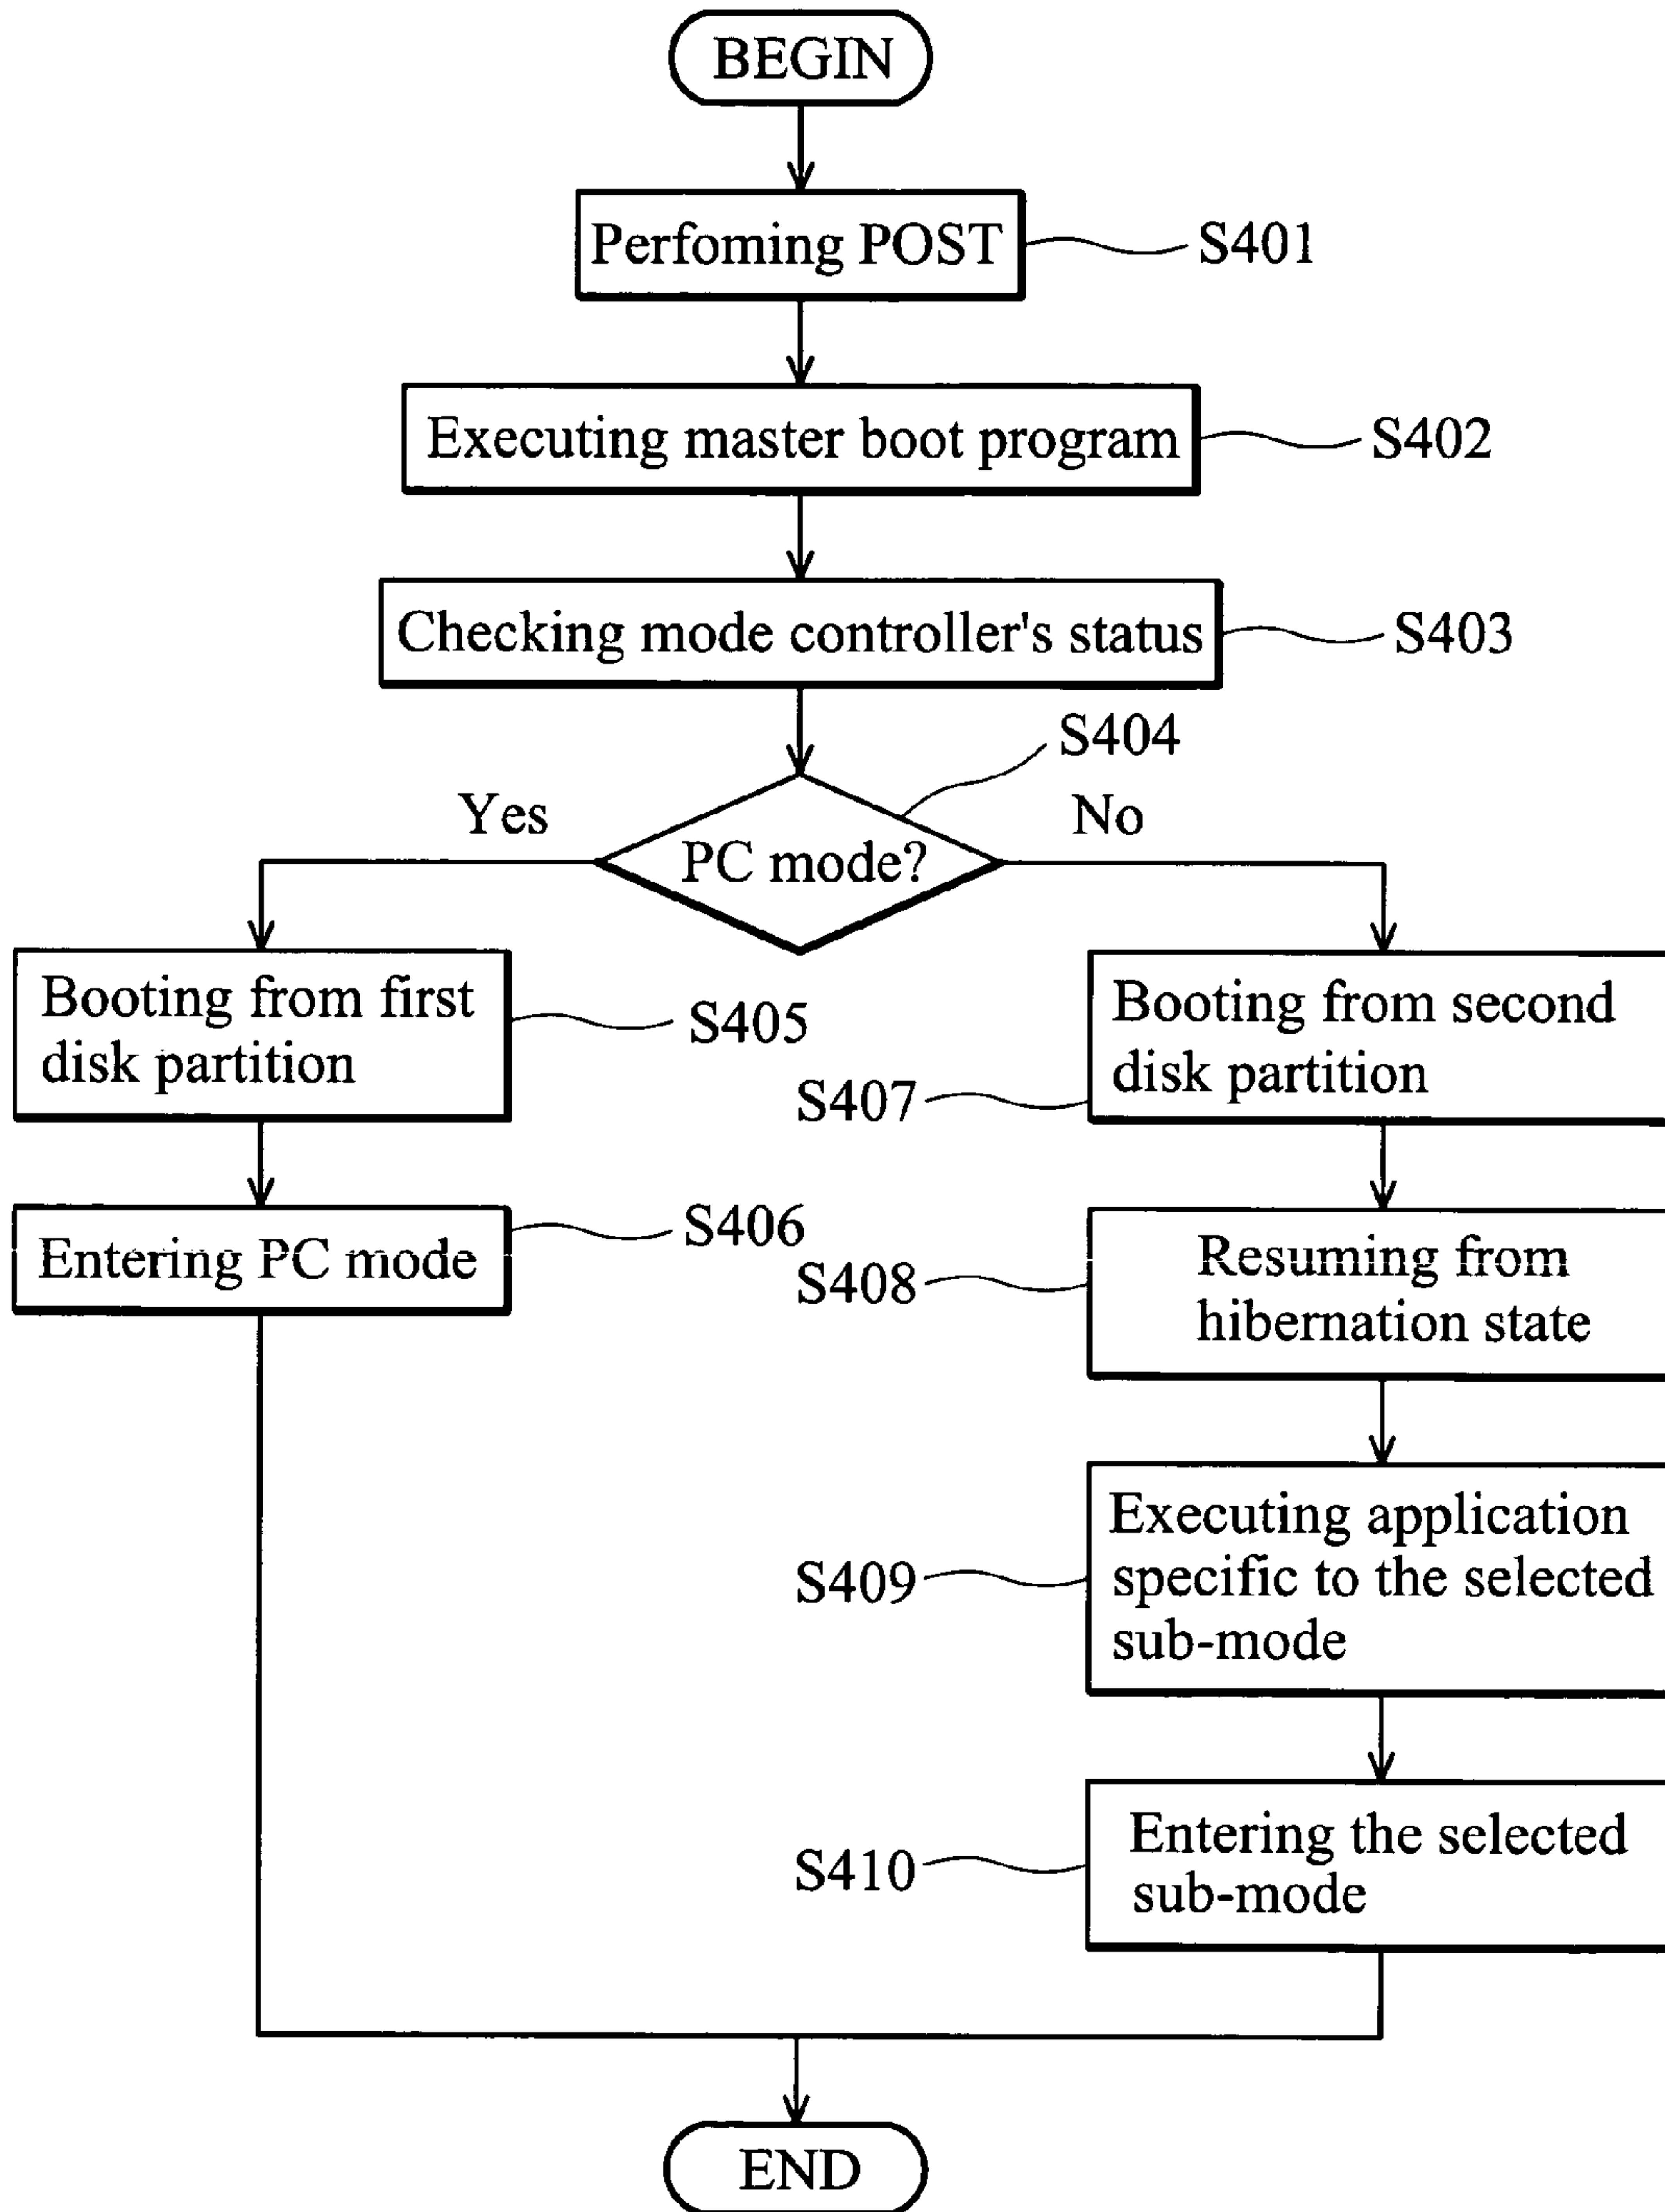 BEGIN
Perfoming POST
S401
Executing master boot program
S402
Checking mode controller's status
S403
S404
Yes
PC mode?
No
Booting from first
disk partition
S405
Entering PC mode
S406
Booting from second
disk partition
S407
Resuming from
hibernation state
S408
Executing application
specific to the selected
sub-mode
S409
Entering the selected
sub-mode
S410
END